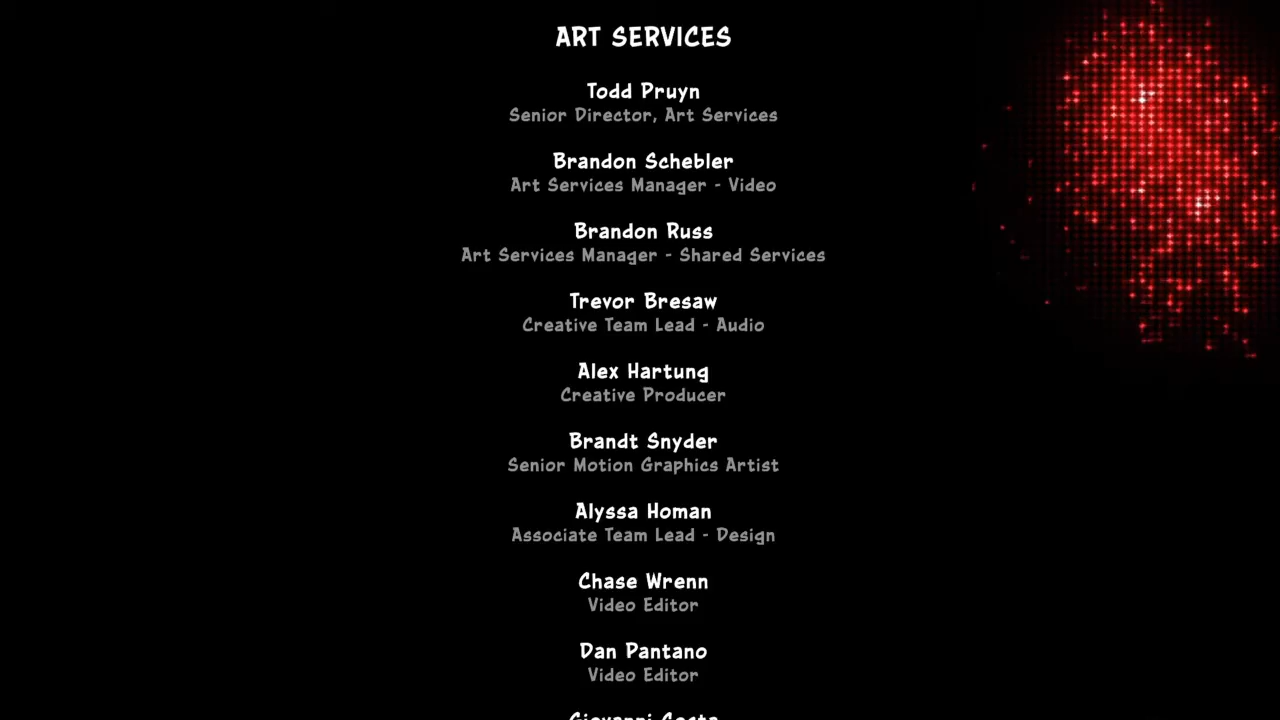 ART SERVICES
Todd Pruyn
Senior Director, Art Services
Brandon Schebler
Art Services Manager - Video
Brandon Russ
Art Services Manager - Shared Services
Trevor Bresaw
Creative Team Lead - Audio
Alex Hartung
Creative Producer
Brandt Snyder
Senior Motion Graphics Artist
Alyssa Homan
Associate Team Lead - Design
Chase Wrenn
Video Editor
Dan Pantano
Video Editor